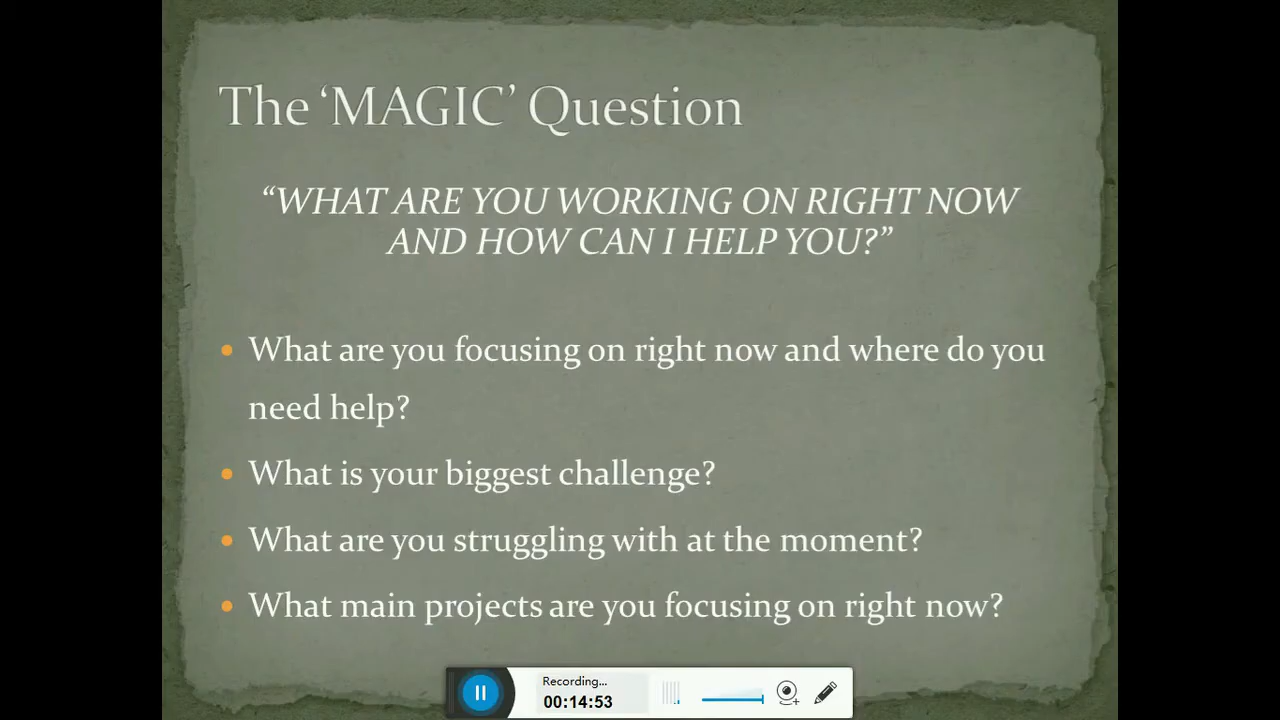 The ‘MAGIC’ Question
“WHAT ARE YOU WORKING ON RIGHT NOW
AND HOW CAN I HELP YOU?”
• What are you focusing on right now and where do you
need help?
• What is your biggest challenge?
• What are you struggling with at the moment?
• What main projects are you focusing on right now?
Recording...
00:14:53